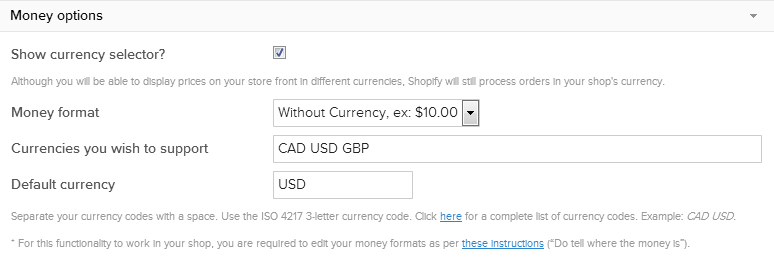 Money options
Show currency selector?
Although you will be able to display prices on your store front in different currencies, Shopify will still process orders in your shop's currency.
Money format Without Currency, ex: $10.00
Currencies you wish to support CAD USD GBP
Default currency USD
Separate your currency codes with a space. Use the ISO 4217 3-letter currency code. Click here for a complete list of currency codes. Example: CAD USD.
* For this functionality to work in your shop, you are required to edit your money formats as per these instructions (“Do tell where the money is”).